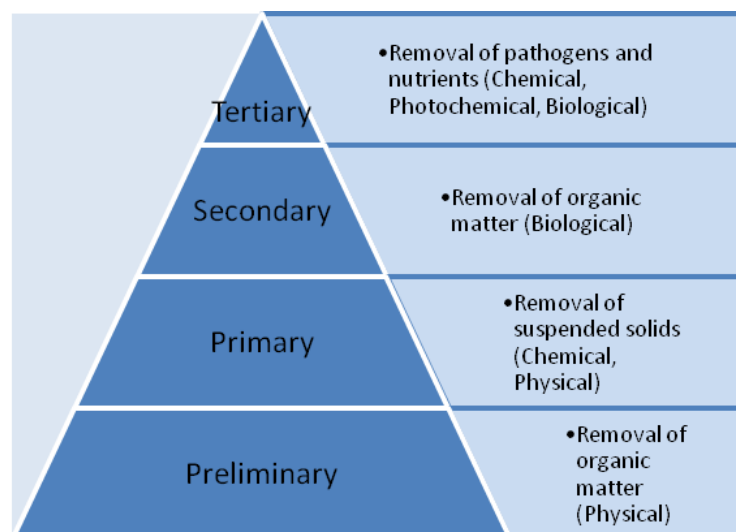 Tertiary
•Removal of pathogens and
nutrients (Chemical,
Photochemical, Biological)
Secondary
•Removal of organic
matter (Biological)
Primary
•Removal of
suspended solids
(Chemical,
Physical)
Preliminary
•Removal of
organic
matter
(Physical)